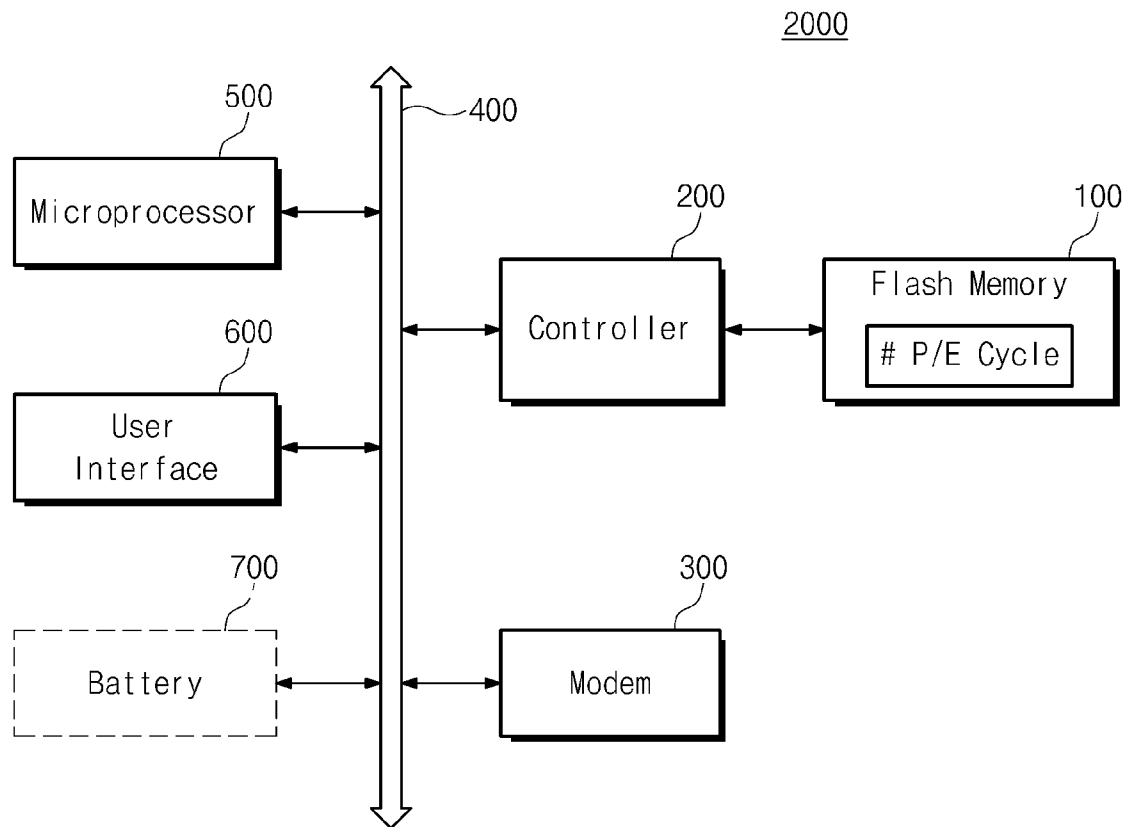 2000
500
400
Microprocessor
200
100
Flash Memory
Controller
# P/E Cycle
600
User
Interface
700
300
Battery
Modem